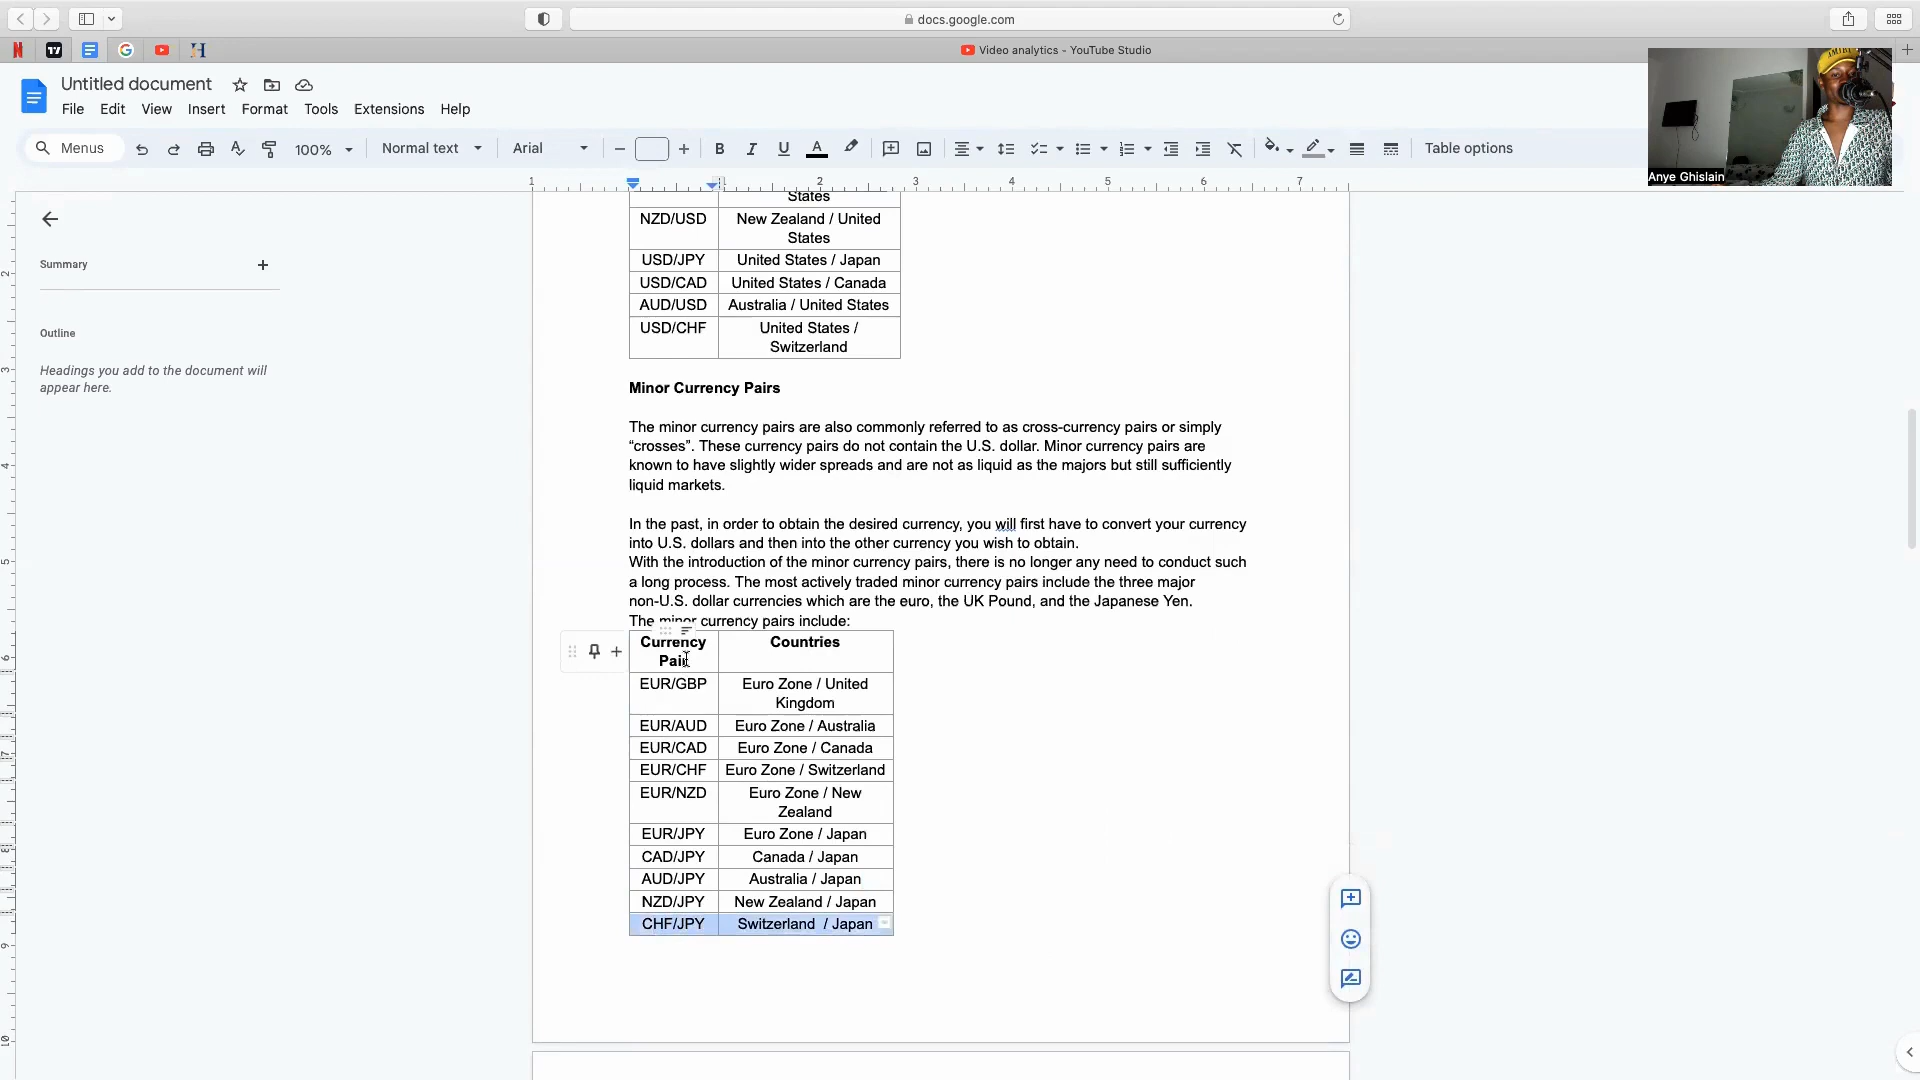 docs.google.com
Video analytics - YouTube Studio
Untitled document
File Edit View Insert Format Tools Extensions Help
Menus 100% Normal text Arial Table options
1 1 2 3 4 5 6 7
Anye Ghislain
Summary
Outline
Headings you add to the document will
appear here.
States
NZD/USD New Zealand / United
States
USD/JPY United States / Japan
USD/CAD United States / Canada
AUD/USD Australia / United States
USD/CHF United States /
Switzerland
Minor Currency Pairs
The minor currency pairs are also commonly referred to as cross-currency pairs or simply
“crosses”. These currency pairs do not contain the U.S. dollar. Minor currency pairs are
known to have slightly wider spreads and are not as liquid as the majors but still sufficiently
liquid markets.
In the past, in order to obtain the desired currency, you will first have to convert your currency
into U.S. dollars and then into the other currency you wish to obtain.
With the introduction of the minor currency pairs, there is no longer any need to conduct such
a long process. The most actively traded minor currency pairs include the three major
non-U.S. dollar currencies which are the euro, the UK Pound, and the Japanese Yen.
The minor currency pairs include:
Currency Countries
Pair
EUR/GBP Euro Zone / United
Kingdom
EUR/AUD Euro Zone / Australia
EUR/CAD Euro Zone / Canada
EUR/CHF Euro Zone / Switzerland
EUR/NZD Euro Zone / New
Zealand
EUR/JPY Euro Zone / Japan
CAD/JPY Canada / Japan
AUD/JPY Australia / Japan
NZD/JPY New Zealand / Japan
CHF/JPY Switzerland  / Japan